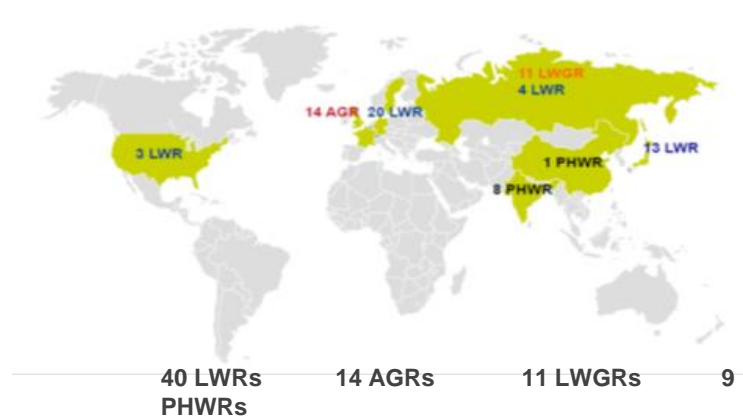 11 LWGR
4 LWR
14 AGR 20 LWR
3 LWR
13 LWR
1 PHWR
8 PHWR
40 LWRs 14 AGRs 11 LWGRs 9
PHWRs